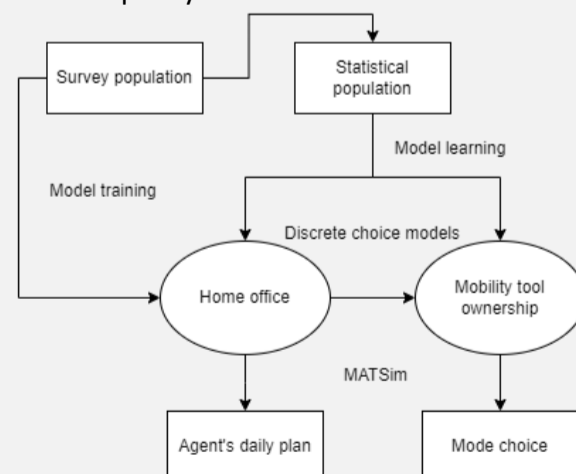 Survey population
Statistical
population
Model learning
Model training
Discrete choice models
Home office
Mobility tool
ownership
MATSim
Agent's daily plan
Mode choice